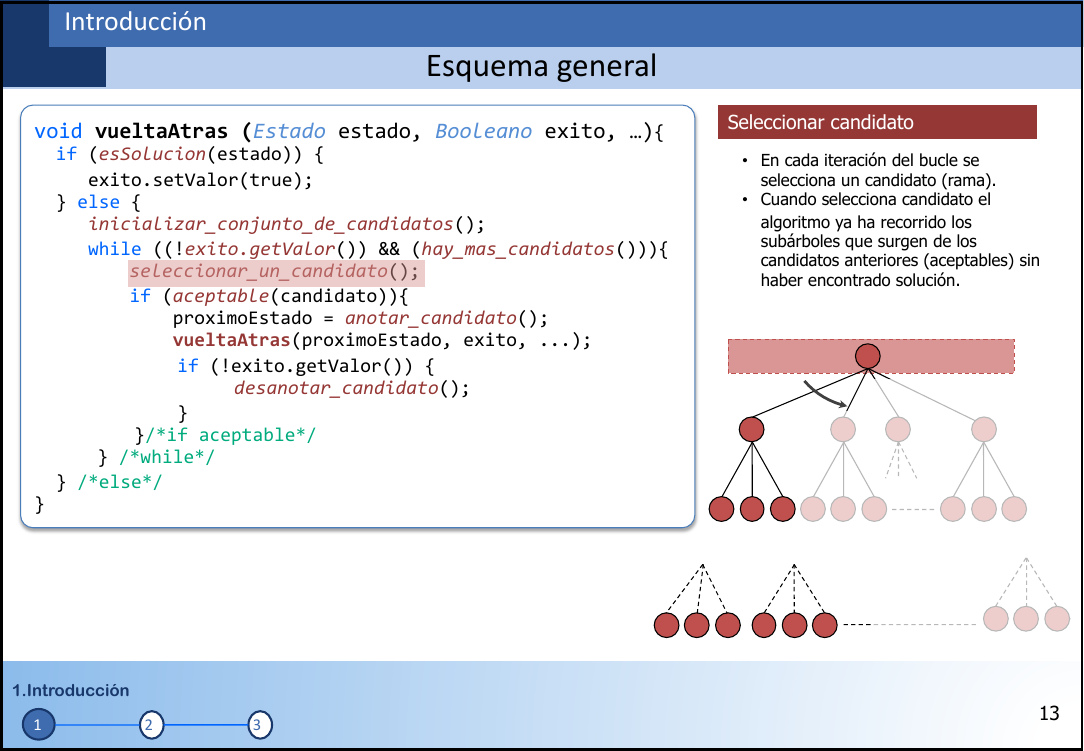 Introducción
Esquema general
void vueltaAtras (Estado estado, Booleano exito, …){
if (esSolucion(estado)) {
exito.setValor(true);
} else {
inicializar_conjunto_de_candidatos();
while ((!exito.getValor()) && (hay_mas_candidatos())){
seleccionar_un_candidato();
if (aceptable(candidato)){
proximoEstado = anotar_candidato();
vueltaAtras(proximoEstado, exito, ...);
if (!exito.getValor()) {
desanotar_candidato();
}
}/*if aceptable*/
} /*while*/
} /*else*/
}
Seleccionar candidato
• En cada iteración del bucle se
selecciona un candidato (rama).
• Cuando selecciona candidato el
algoritmo ya ha recorrido los
subárboles que surgen de los
candidatos anteriores (aceptables) sin
haber encontrado solución.
1.Introducción
1 2 3
13